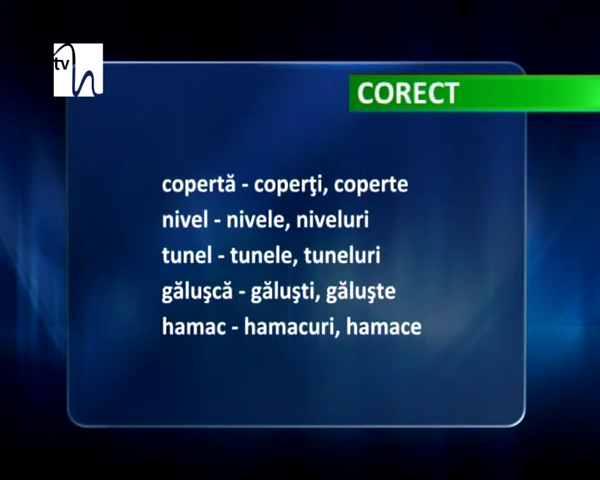 tv h
CORECT
copertă - coperţi, coperte
nivel - nivele, niveluri
tunel - tunele, tuneluri
găluşcă - găluşti, găluşte
hamac - hamacuri, hamace